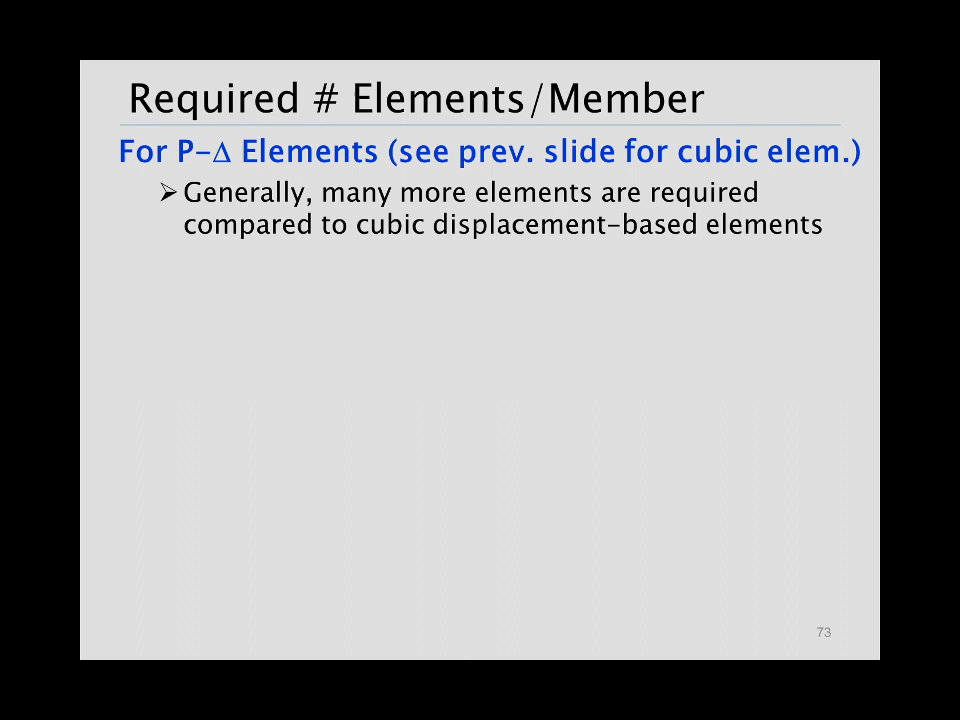 Required # Elements/Member
For P-Δ Elements (see prev. slide for cubic elem.)
➢ Generally, many more elements are required
compared to cubic displacement-based elements
73